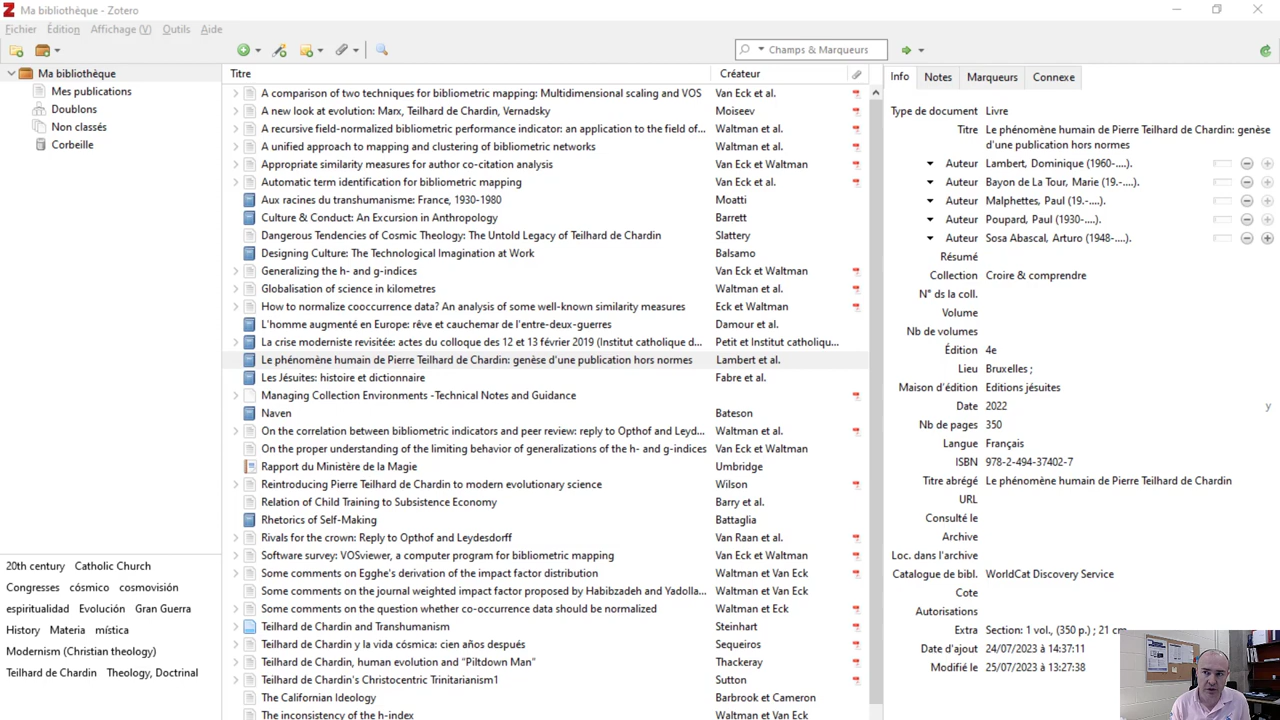 Ma bibliothèque - Zotero
Fichier Édition Affichage (V) Outils Aide
Champs & Marqueurs
Ma bibliothèque
Mes publications
Doublons
Non classés
Corbeille
20th century Catholic Church
Congresses cósmico cosmovisión
espiritualidad Evolución Gran Guerra
History Materia mística
Modernism (Christian theology)
Teilhard de Chardin Theology, Doctrinal
Titre Créateur
A comparison of two techniques for bibliometric mapping: Multidimensional scaling and VOS Van Eck et al.
A new look at evolution: Marx, Teilhard de Chardin, Vernadsky Moiseev
A recursive field-normalized bibliometric performance indicator: an application to the field of... Waltman et al.
A unified approach to mapping and clustering of bibliometric networks Waltman et al.
Appropriate similarity measures for author co-citation analysis Van Eck et Waltman
Automatic term identification for bibliometric mapping Van Eck et al.
Aux racines du transhumanisme: France, 1930-1980 Moatti
Culture & Conduct: An Excursion in Anthropology Barrett
Dangerous Tendencies of Cosmic Theology: The Untold Legacy of Teilhard de Chardin Slattery
Designing Culture: The Technological Imagination at Work Balsamo
Generalizing the h- and g-indices Van Eck et Waltman
Globalisation of science in kilometres Waltman et al.
How to normalize cooccurrence data? An analysis of some well-known similarity measures Eck et Waltman
L'homme augmenté en Europe: rêve et cauchemar de l'entre-deux-guerres Damour et al.
La crise moderniste revisitée: actes du colloque des 12 et 13 février 2019 (Institut catholique d... Petit et Institut catholiqu...
Le phénomène humain de Pierre Teilhard de Chardin: genèse d'une publication hors normes Lambert et al.
Les Jésuites: histoire et dictionnaire Fabre et al.
Managing Collection Environments -Technical Notes and Guidance
Naven Bateson
On the correlation between bibliometric indicators and peer review: reply to Opthof and Leyd... Waltman et al.
On the proper understanding of the limiting behavior of generalizations of the h- and g-indices Van Eck et Waltman
Rapport du Ministère de la Magie Umbridge
Reintroducing Pierre Teilhard de Chardin to modern evolutionary science Wilson
Relation of Child Training to Subsistence Economy Barry et al.
Rhetorics of Self-Making Battaglia
Rivals for the crown: Reply to Opthof and Leydesdorff Van Raan et al.
Software survey: VOSviewer, a computer program for bibliometric mapping Van Eck et Waltman
Some comments on Egghe's derivation of the impact factor distribution Waltman et Van Eck
Some comments on the journal weighted impact factor proposed by Habibzadeh and Yadolla... Waltman et Van Eck
Some comments on the question whether co-occurrence data should be normalized Waltman et Eck
Teilhard de Chardin and Transhumanism Steinhart
Teilhard de Chardin y la vida córnica: cien años después Sequeiros
Teilhard de Chardin, human evolution and "Piltdown Man" Thackeray
Teilhard de Chardin's Christocentric Trinitarianism1 Sutton
The Californian Ideology Barbrook et Cameron
The inconsistency of the h-index Waltman et Van Eck
Info Notes Marqueurs Connexe
Type de document Livre
Titre Le phénomène humain de Pierre Teilhard de Chardin: genèse
d'une publication hors normes
Auteur Lambert, Dominique (1960-....).
Auteur Bayon de La Tour, Marie (19.-....).
Auteur Malphettes, Paul (19.-....).
Auteur Poupard, Paul (1930-....).
Auteur Sosa Abascal, Arturo (1948-....).
Résumé
Collection Croire & comprendre
N° ds la coll.
Volume
Nb de volumes
Edition 4e
Lieu Bruxelles ;
Maison d'édition Editions jésuites
Date 2022 y
Nb de pages 350
Langue Français
ISBN 978-2-494-37402-7
Titre abrégé Le phénomène humain de Pierre Teilhard de Chardin
URL
Consulté le
Archive
Loc. dans l'archive
Catalogue de bibl. WorldCat Discovery Service
Cote
Autorisations
Extra Section: 1 vol., (350 p.) ; 21 cm
Date d'ajout 24/07/2023 à 14:37:11
Modifié le 25/07/2023 à 13:27:38